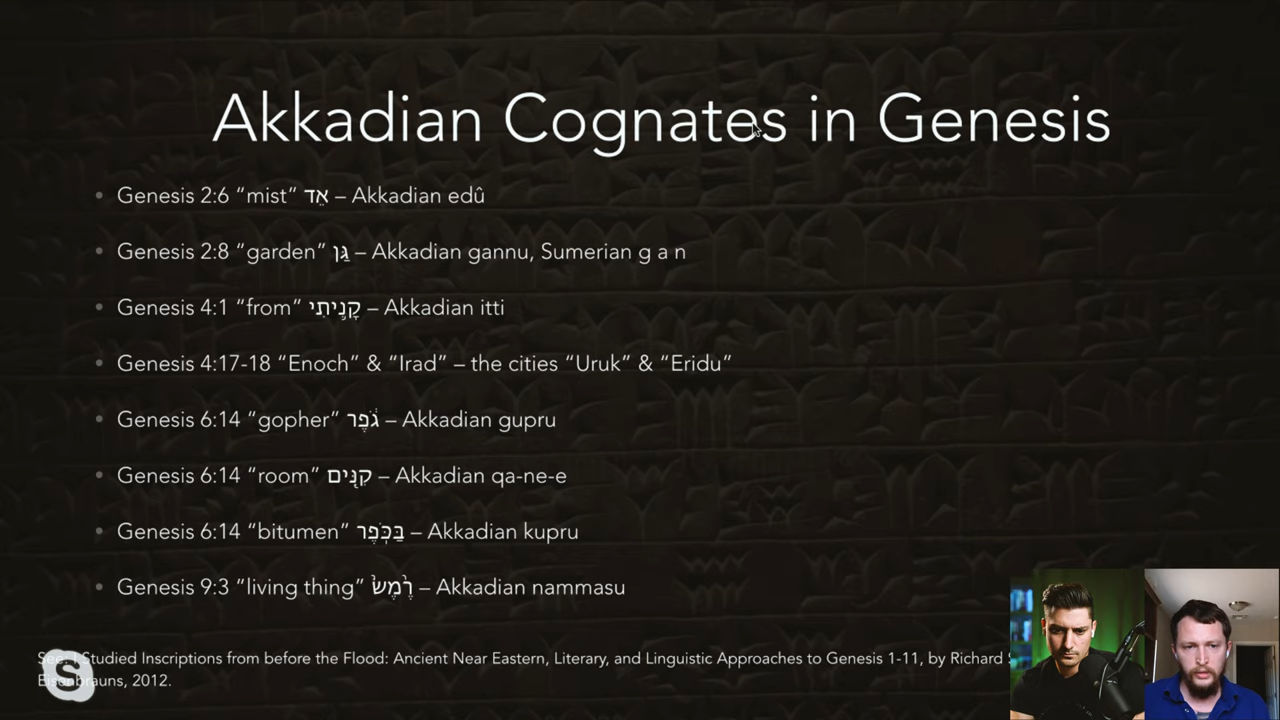 Akkadian Cognates in Genesis
• Genesis 2:6 “mist” אֵד – Akkadian edû
• Genesis 2:8 “garden” גַּן – Akkadian gannu, Sumerian g a n
• Genesis 4:1 “from” קָנִ֥יתִי – Akkadian itti
• Genesis 4:17-18 “Enoch” & “Irad” – the cities “Uruk” & “Eridu”
• Genesis 6:14 “gopher” גֹ֔פֶר – Akkadian gupru
• Genesis 6:14 “room” קִנִּ֖ים – Akkadian qa-ne-e
• Genesis 6:14 “bitumen” בַּכֹּֽפֶר – Akkadian kupru
• Genesis 9:3 “living thing” רֶ֙מֶשׂ֙ – Akkadian nammasu
See: I Studied Inscriptions from before the Flood: Ancient Near Eastern, Literary, and Linguistic Approaches to Genesis 1-11, by Richard
Eisenbrauns, 2012.